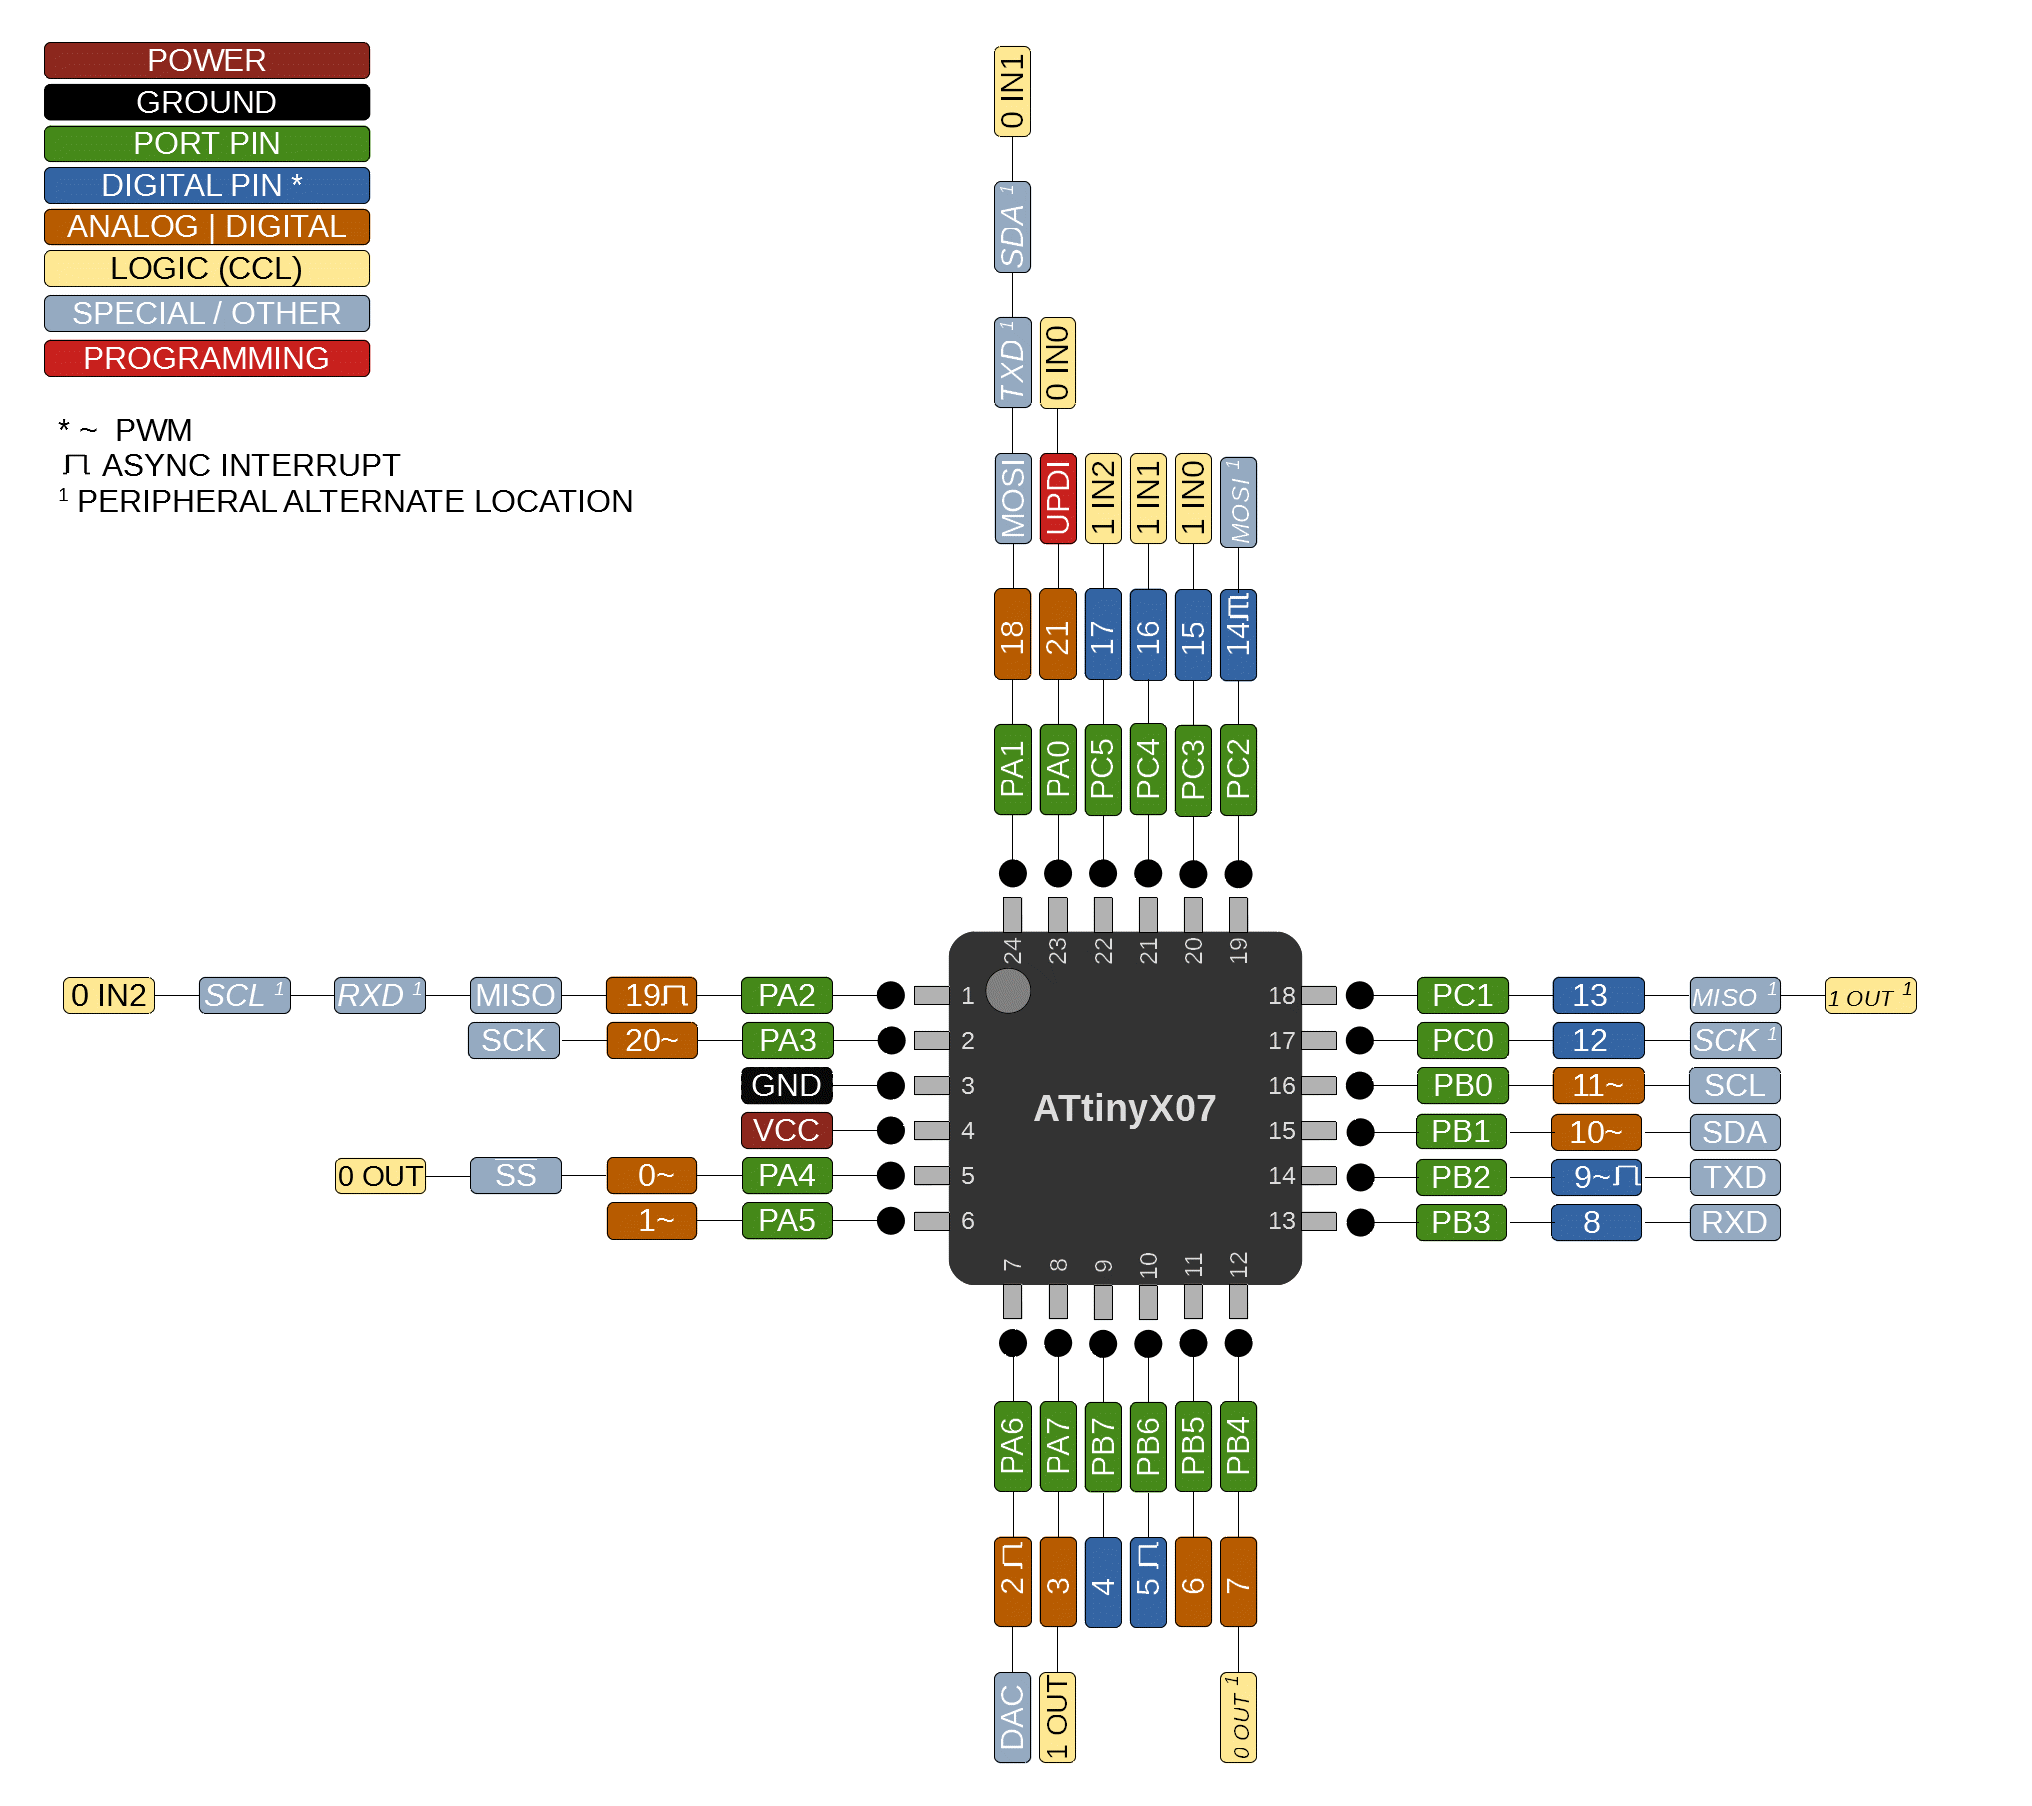 POWER
GROUND
PORT PIN
DIGITAL PIN *
ANALOG | DIGITAL
LOGIC (CCL)
SPECIAL / OTHER
PROGRAMMING
* ~ PWM
ASYNC INTERRUPT
¹ PERIPHERAL ALTERNATE LOCATION
0 IN1
SDA ¹
TXD ¹ 0 IN0
MOSI UPDI 1 IN2 1 IN1 1 IN0 MOSI ¹
18 21 17 16 15 14
PA1 PA0 PC5 PC4 PC3 PC2
24 23 22 21 20 19
0 IN2 SCL ¹ RXD ¹ MISO 19 PA2 1 18 PC1 13 MISO ¹ 1 OUT ¹
SCK 20~ PA3 2 17 PC0 12 SCK ¹
GND 3 16 PB0 11~ SCL
ATtinyX07
VCC 4 15 PB1 10~ SDA
0 OUT S̅S̅ 0~ PA4 5 14 PB2 9~ TXD
1~ PA5 6 13 PB3 8 RXD
7 8 9 10 11 12
PA6 PA7 PB7 PB6 PB5 PB4
2 3 4 5 6 7
DAC 1 OUT 0 OUT ¹